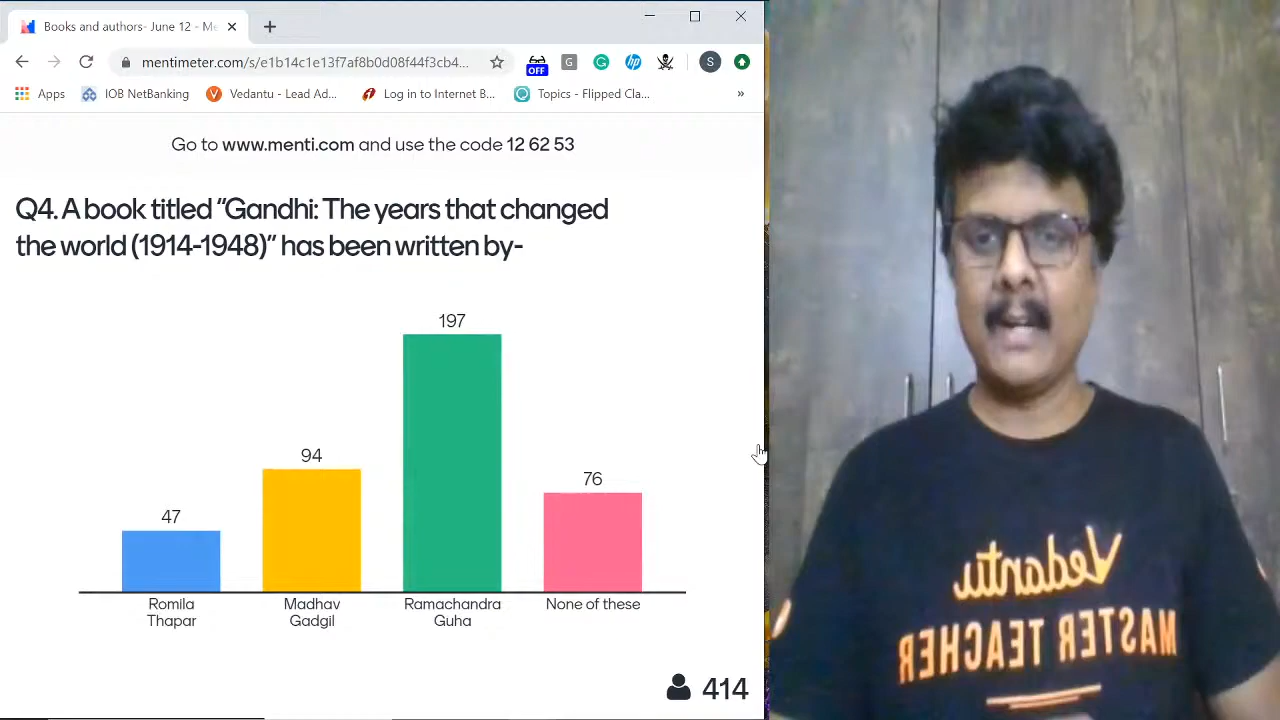 Books and authors- June 12 - Me
mentimeter.com/s/e1b14c1e13f7af8b0d08f44f3cb4...
OFF
G
G
hp
S
Apps
IOB NetBanking
Vedantu - Lead Ad...
Log in to Internet B...
Topics - Flipped Cla...
»
Go to www.menti.com and use the code 12 62 53
Q4. A book titled “Gandhi: The years that changed
the world (1914-1948)” has been written by-
47
94
197
76
Romila
Thapar
Madhav
Gadgil
Ramachandra
Guha
None of these
414
Vedantu
MASTER TEACHER